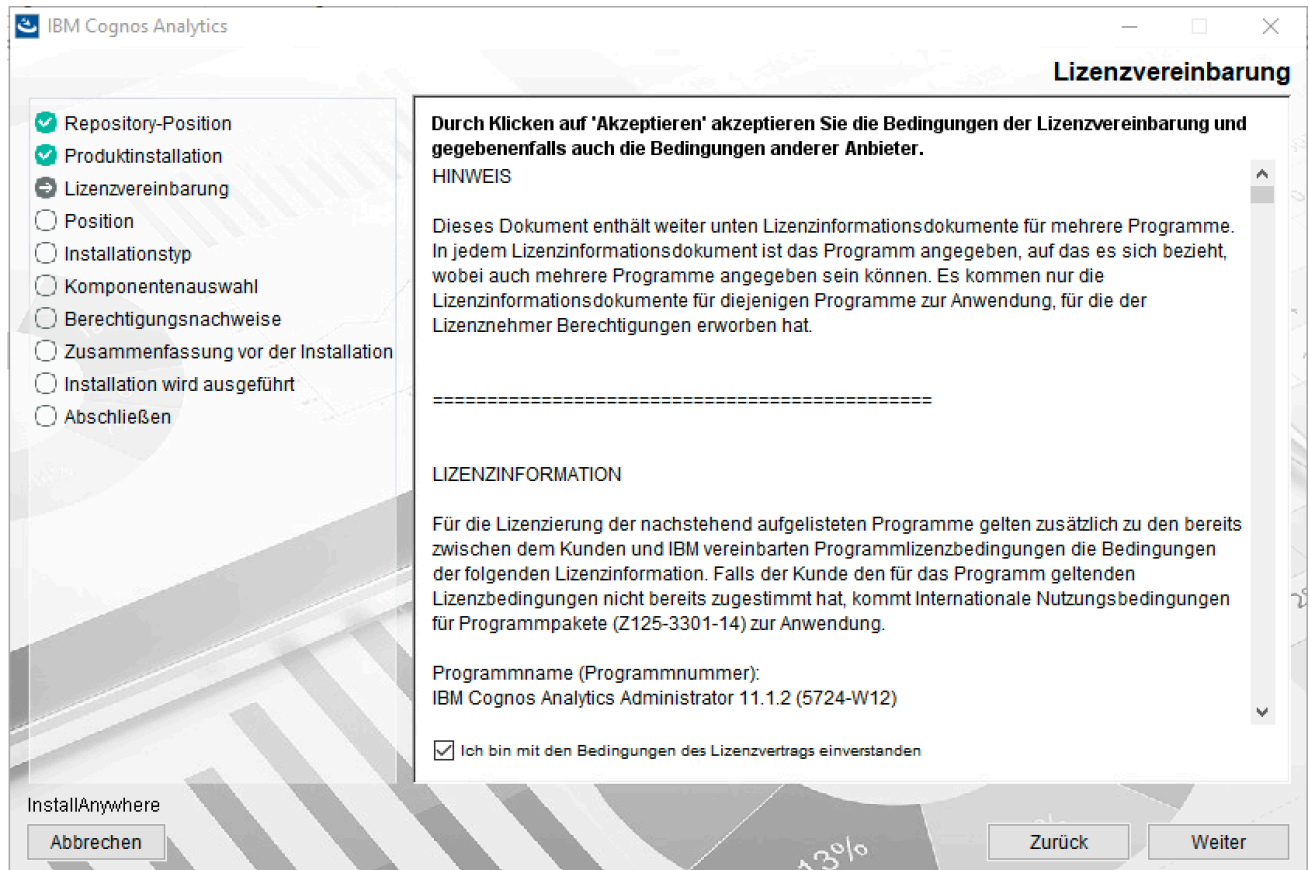 IBM Cognos Analytics
Lizenzvereinbarung
Repository-Position
Produktinstallation
Lizenzvereinbarung
Position
Installationstyp
Komponentenauswahl
Berechtigungsnachweise
Zusammenfassung vor der Installation
Installation wird ausgeführt
Abschließen
Durch Klicken auf 'Akzeptieren' akzeptieren Sie die Bedingungen der Lizenzvereinbarung und
gegebenenfalls auch die Bedingungen anderer Anbieter.
HINWEIS
Dieses Dokument enthält weiter unten Lizenzinformationsdokumente für mehrere Programme.
In jedem Lizenzinformationsdokument ist das Programm angegeben, auf das es sich bezieht,
wobei auch mehrere Programme angegeben sein können. Es kommen nur die
Lizenzinformationsdokumente für diejenigen Programme zur Anwendung, für die der
Lizenznehmer Berechtigungen erworben hat.
==============================================
LIZENZINFORMATION
Für die Lizenzierung der nachstehend aufgelisteten Programme gelten zusätzlich zu den bereits
zwischen dem Kunden und IBM vereinbarten Programmlizenzbedingungen die Bedingungen
der folgenden Lizenzinformation. Falls der Kunde den für das Programm geltenden
Lizenzbedingungen nicht bereits zugestimmt hat, kommt Internationale Nutzungsbedingungen
für Programmpakete (Z125-3301-14) zur Anwendung.
Programmname (Programmnummer):
IBM Cognos Analytics Administrator 11.1.2 (5724-W12)
Ich bin mit den Bedingungen des Lizenzvertrags einverstanden
InstallAnywhere
Abbrechen
Zurück
Weiter
13%